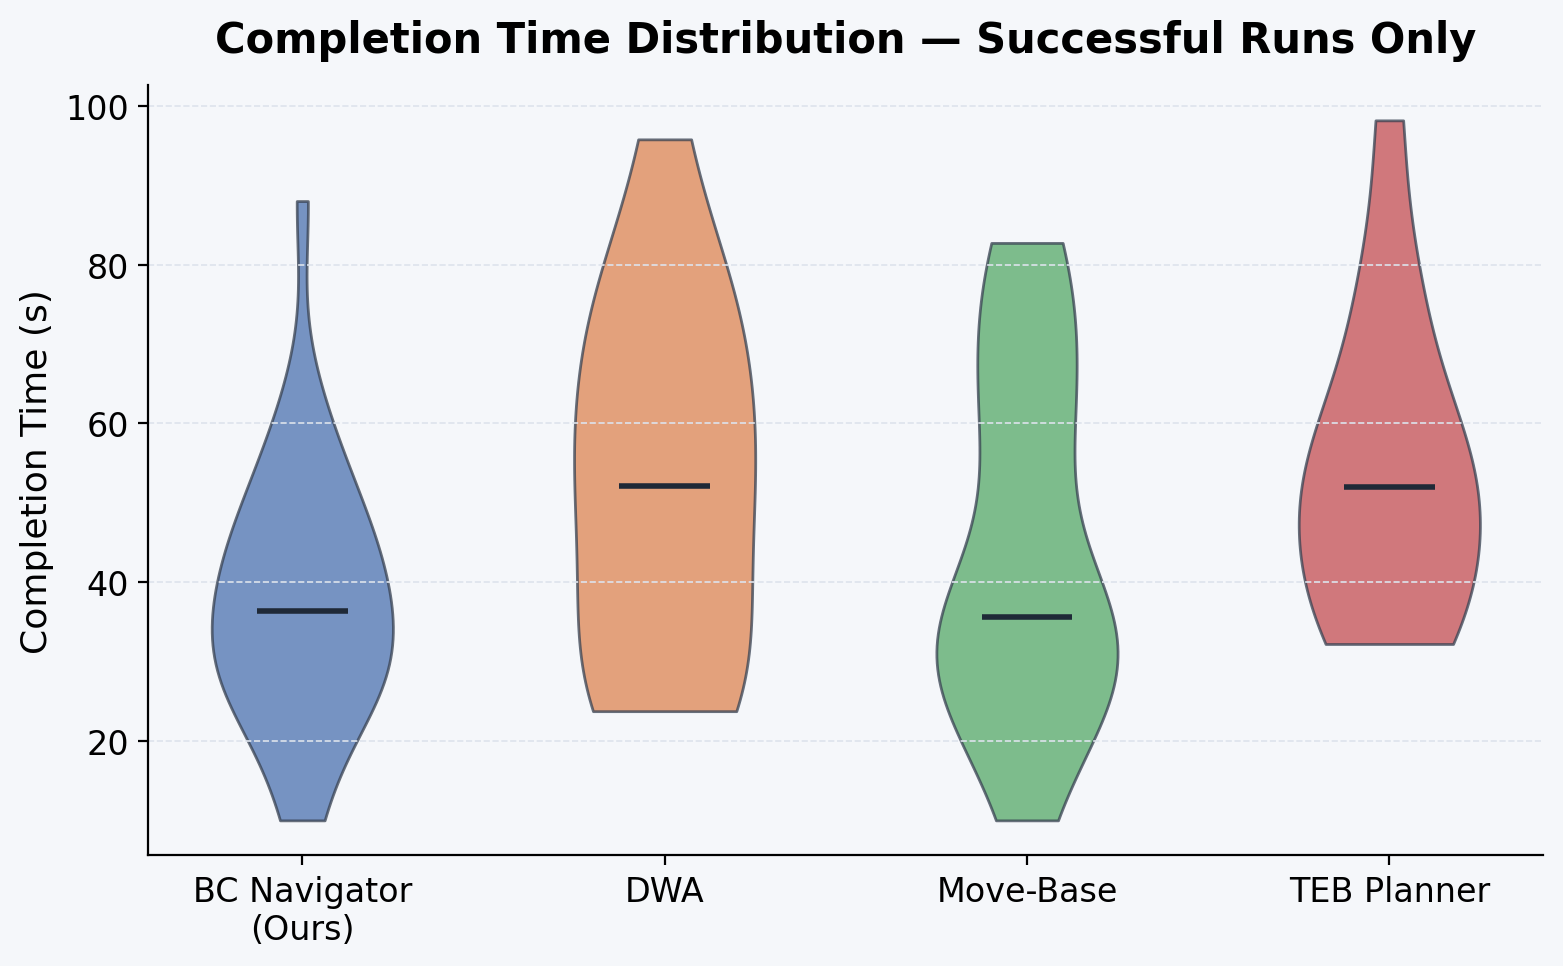 Completion Time Distribution — Successful Runs Only
Completion Time (s)
100
80
60
40
20
BC Navigator
(Ours)
DWA
Move-Base
TEB Planner